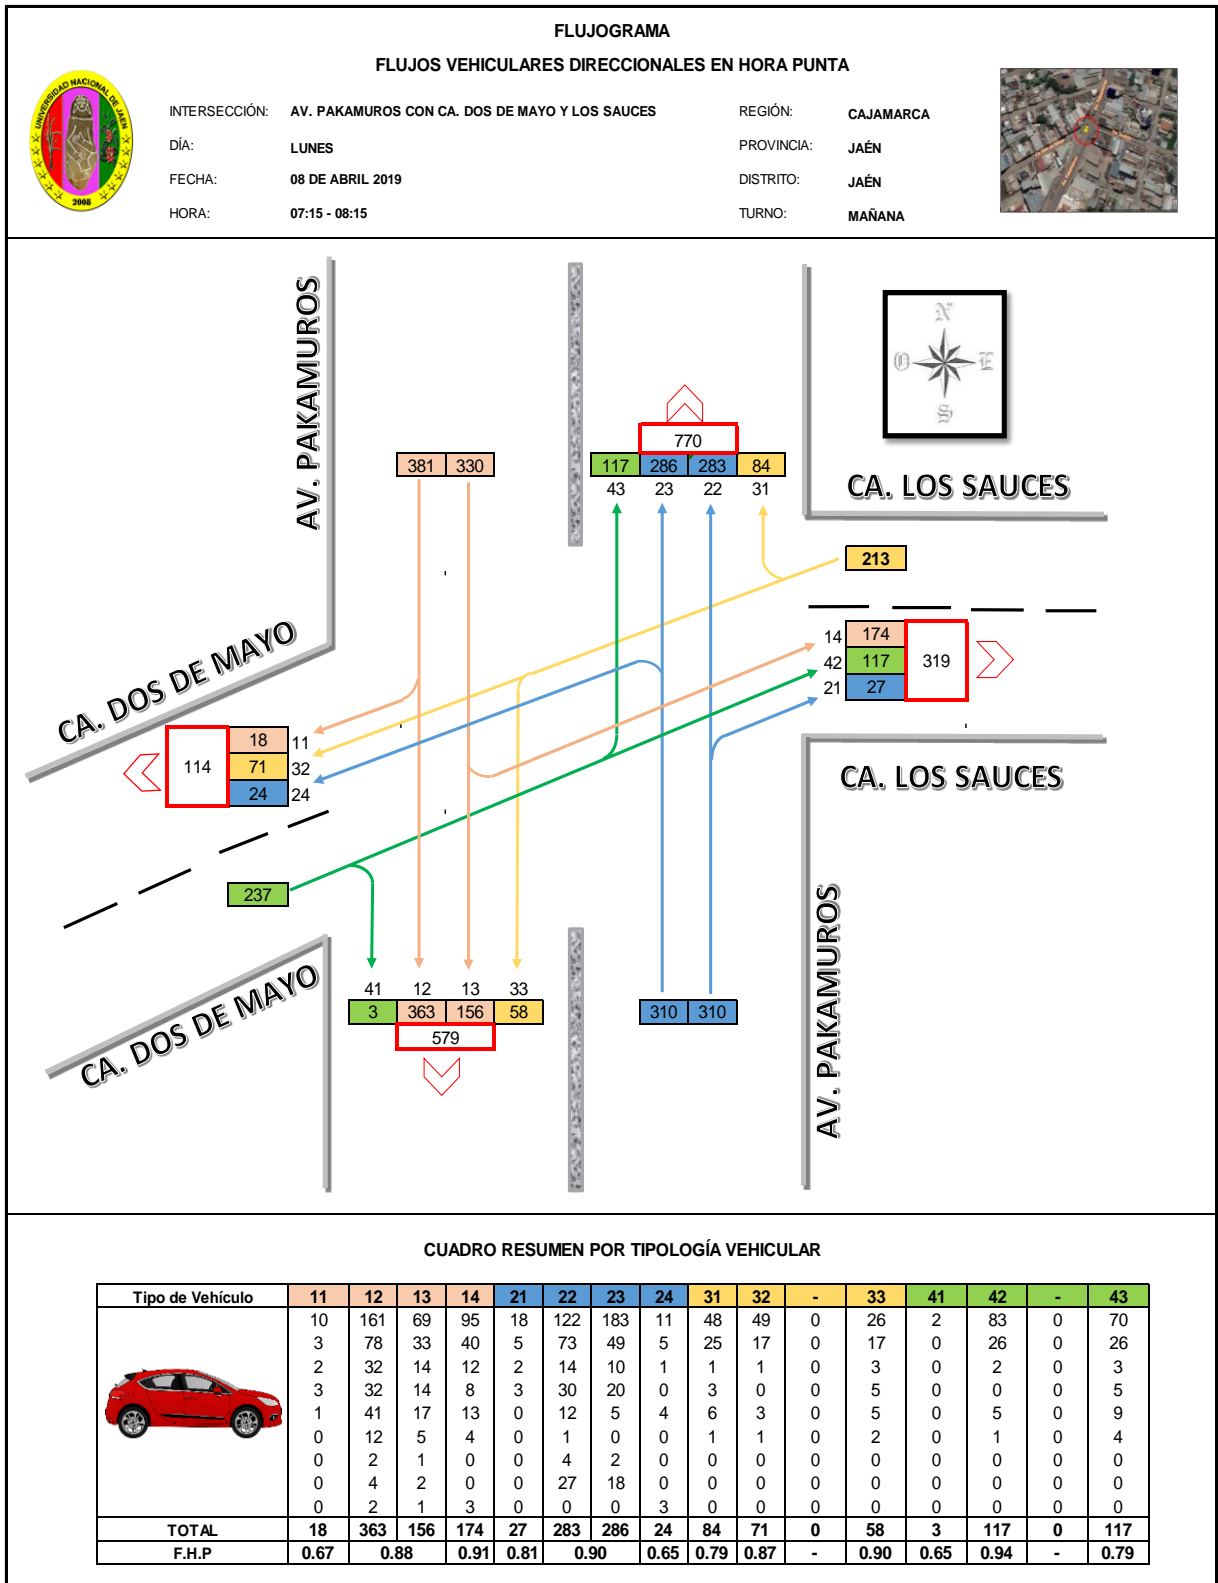 FLUJOGRAMA
FLUJOS VEHICULARES DIRECCIONALES EN HORA PUNTA
UNIVERSIDAD NACIONAL DE JAEN
2008
INTERSECCIÓN: AV. PAKAMUROS CON CA. DOS DE MAYO Y LOS SAUCES
REGIÓN: CAJAMARCA
DÍA: LUNES
PROVINCIA: JAÉN
FECHA: 08 DE ABRIL 2019
DISTRITO: JAÉN
HORA: 07:15 - 08:15
TURNO: MAÑANA
AV. PAKAMUROS
N
O E
S
770
381 330
117 286 283 84
43 23 22 31
CA. LOS SAUCES
213
CA. DOS DE MAYO
14 174
42 117 319
21 27
18 11
114 71 32
24 24
CA. LOS SAUCES
237
AV. PAKAMUROS
CA. DOS DE MAYO
41 12 13 33
3 363 156 58
579
310 310
CUADRO RESUMEN POR TIPOLOGÍA VEHICULAR
Tipo de Vehículo 11 12 13 14 21 22 23 24 31 32 - 33 41 42 - 43
10 161 69 95 18 122 183 11 48 49 0 26 2 83 0 70
3 78 33 40 5 73 49 5 25 17 0 17 0 26 0 26
2 32 14 12 2 14 10 1 1 1 0 3 0 2 0 3
3 32 14 8 3 30 20 0 3 0 0 5 0 0 0 5
1 41 17 13 0 12 5 4 6 3 0 5 0 5 0 9
0 12 5 4 0 1 0 0 1 1 0 2 0 1 0 4
0 2 1 0 0 4 2 0 0 0 0 0 0 0 0 0
0 4 2 0 0 27 18 0 0 0 0 0 0 0 0 0
0 2 1 3 0 0 0 3 0 0 0 0 0 0 0 0
TOTAL 18 363 156 174 27 283 286 24 84 71 0 58 3 117 0 117
F.H.P 0.67 0.88 0.91 0.81 0.90 0.65 0.79 0.87 - 0.90 0.65 0.94 - 0.79